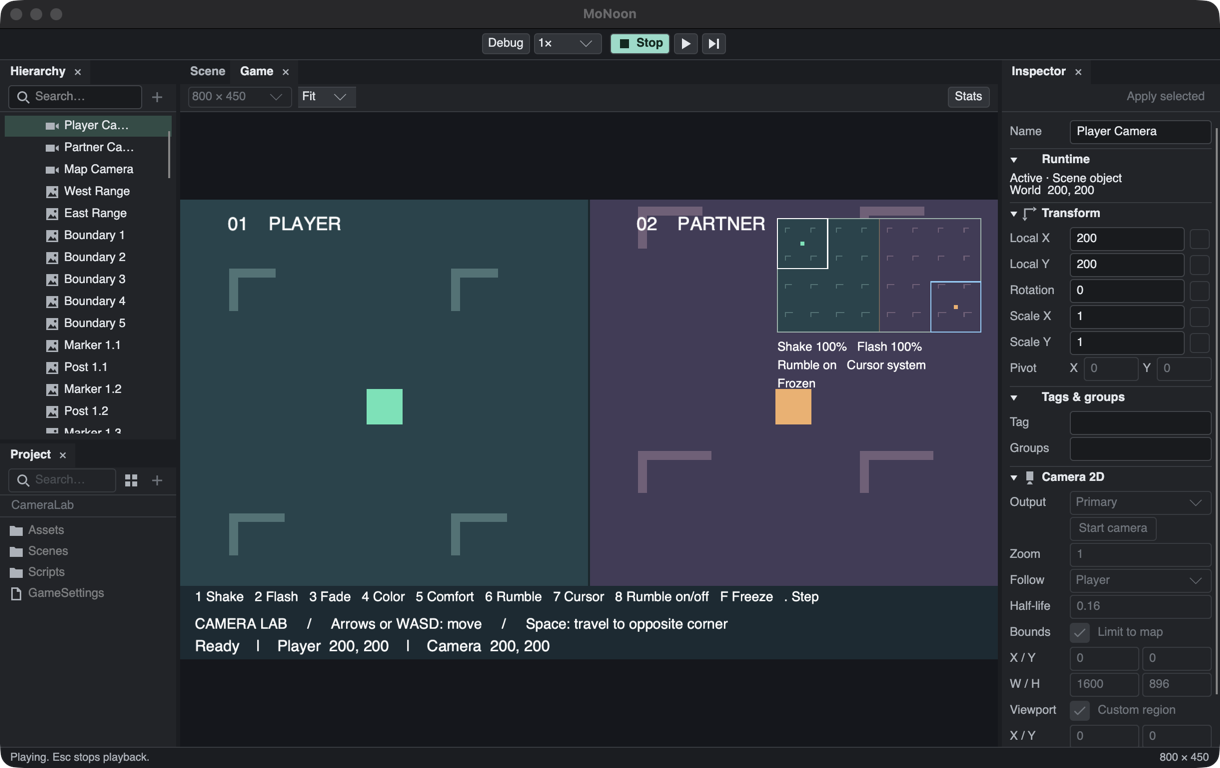 MoNoon
Debug 1× Stop
Hierarchy ×
Search...
Player Ca...
Partner Ca...
Map Camera
West Range
East Range
Boundary 1
Boundary 2
Boundary 3
Boundary 4
Boundary 5
Marker 1.1
Post 1.1
Marker 1.2
Post 1.2
Marker 1.3
Project ×
Search...
CameraLab
Assets
Scenes
Scripts
GameSettings
Scene Game ×
800 × 450 Fit Stats
01 PLAYER
02 PARTNER
Shake 100% Flash 100%
Rumble on Cursor system
Frozen
1 Shake 2 Flash 3 Fade 4 Color 5 Comfort 6 Rumble 7 Cursor 8 Rumble on/off F Freeze . Step
CAMERA LAB / Arrows or WASD: move / Space: travel to opposite corner
Ready | Player 200, 200 | Camera 200, 200
Inspector ×
Apply selected
Name Player Camera
Runtime
Active · Scene object
World 200, 200
Transform
Local X 200
Local Y 200
Rotation 0
Scale X 1
Scale Y 1
Pivot X 0 Y 0
Tags & groups
Tag
Groups
Camera 2D
Output Primary
Start camera
Zoom 1
Follow Player
Half-life 0.16
Bounds Limit to map
X / Y 0 0
W / H 1600 896
Viewport Custom region
X / Y 0 0
Playing. Esc stops playback.
800 × 450